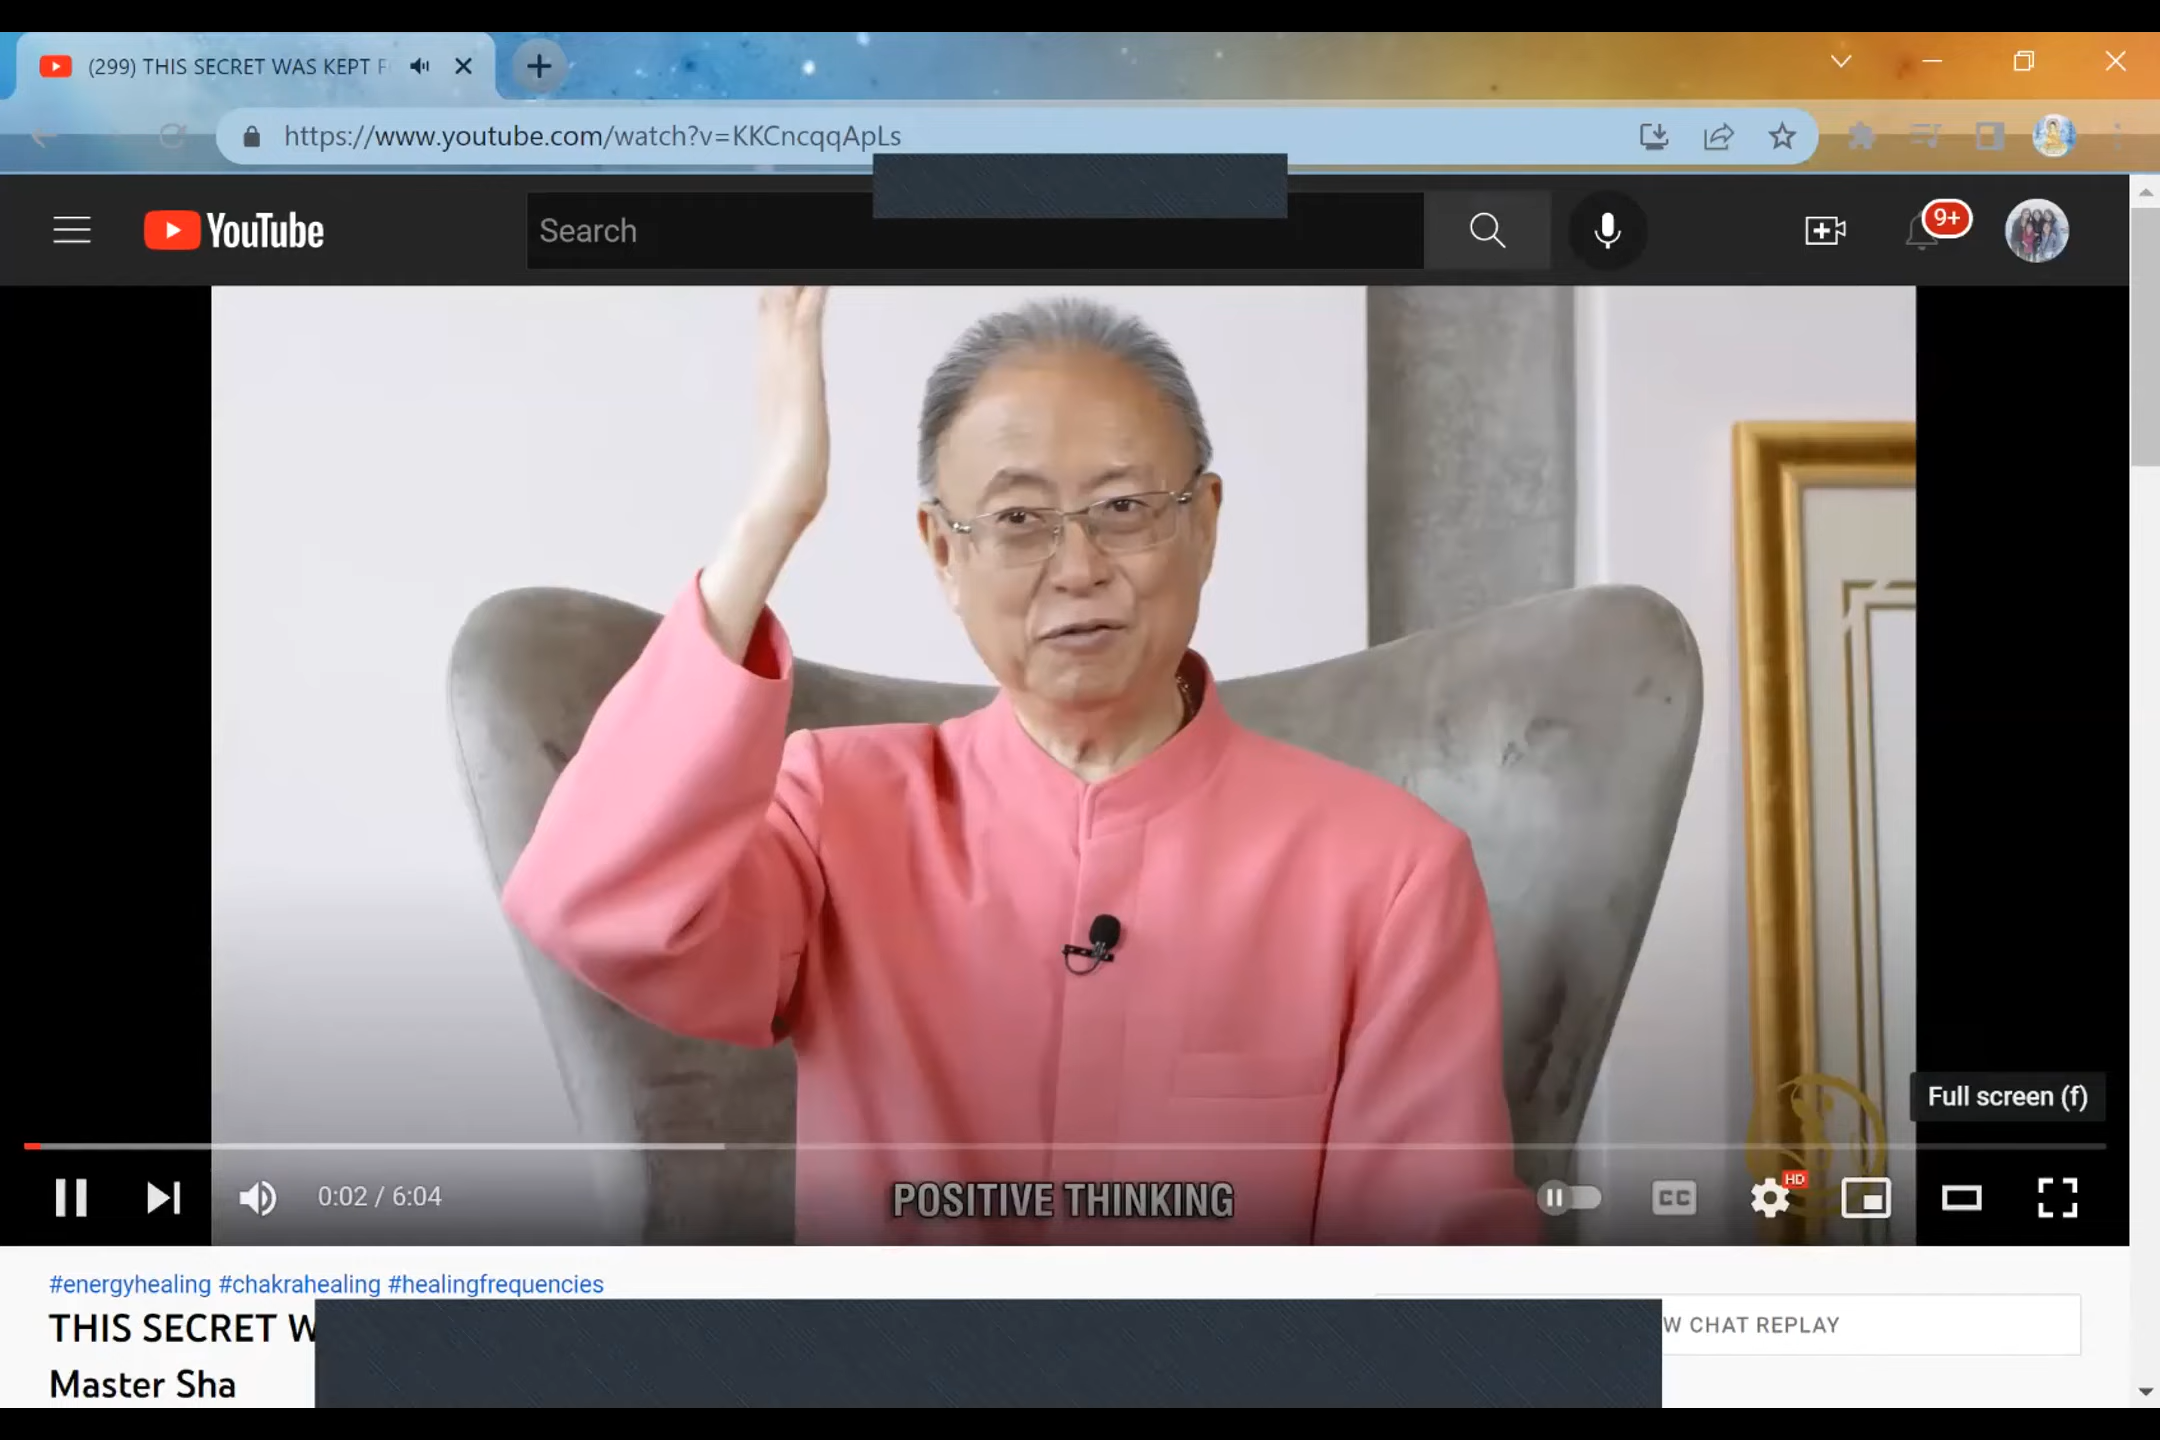 (299) THIS SECRET WAS KEPT F
https://www.youtube.com/watch?v=KKCncqqApLs
YouTube
Search
9+
Full screen (f)
0:02 / 6:04
POSITIVE THINKING
CC
HD
#energyhealing #chakrahealing #healingfrequencies
THIS SECRET W
W CHAT REPLAY
Master Sha